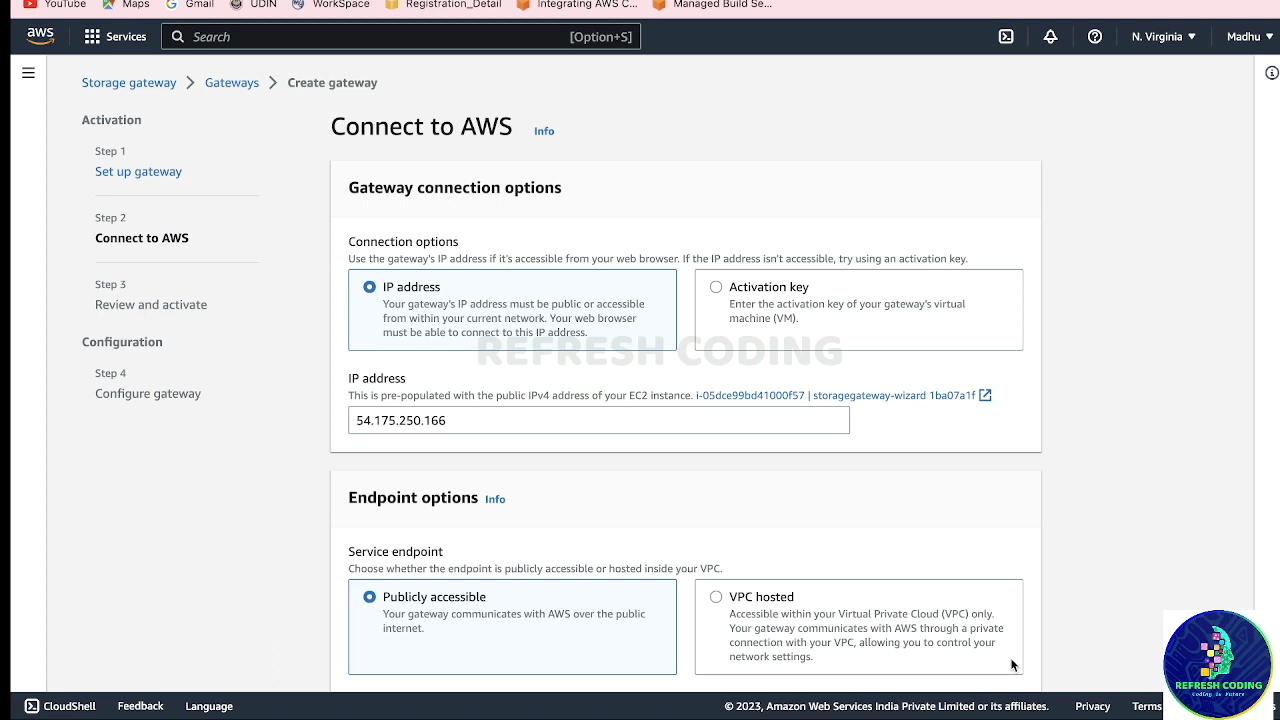 YouTube Maps Gmail UDIN WorkSpace Registration_Detail Integrating AWS C... Managed Build Se...
aws Services Search [Option+S] N. Virginia Madhu
Storage gateway Gateways Create gateway
Activation
Step 1
Set up gateway
Step 2
Connect to AWS
Step 3
Review and activate
Configuration
Step 4
Configure gateway
Connect to AWS Info
Gateway connection options
Connection options
Use the gateway's IP address if it's accessible from your web browser. If the IP address isn't accessible, try using an activation key.
IP address
Your gateway's IP address must be public or accessible
from within your current network. Your web browser
must be able to connect to this IP address.
Activation key
Enter the activation key of your gateway's virtual
machine (VM).
REFRESH CODING
IP address
This is pre-populated with the public IPv4 address of your EC2 instance. i-05dce99bd41000f57 | storagegateway-wizard 1ba07a1f
54.175.250.166
Endpoint options Info
Service endpoint
Choose whether the endpoint is publicly accessible or hosted inside your VPC.
Publicly accessible
Your gateway communicates with AWS over the public
internet.
VPC hosted
Accessible within your Virtual Private Cloud (VPC) only.
Your gateway communicates with AWS through a private
connection with your VPC, allowing you to control your
network settings.
REFRESH CODING
Coding is Future
CloudShell Feedback Language © 2023, Amazon Web Services India Private Limited or its affiliates. Privacy Terms